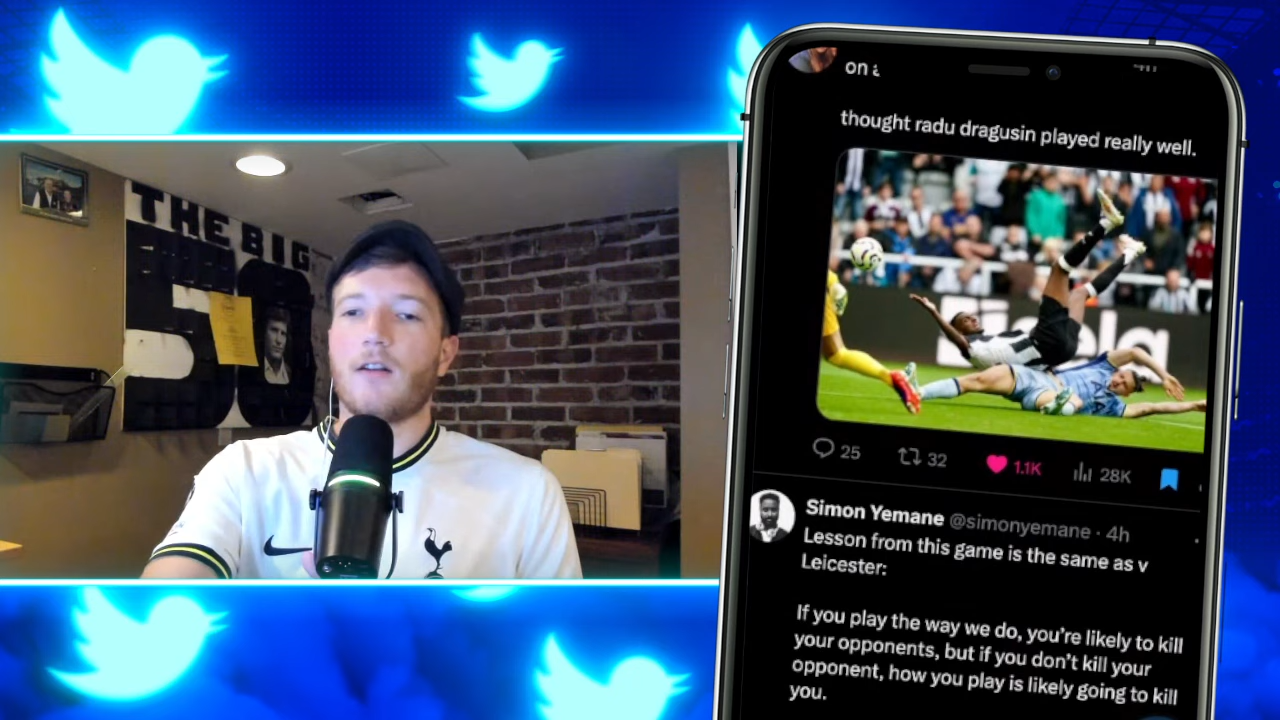 THE BIG
50
on
thought radu dragusin played really well.
25 32 1.1K 28K
Simon Yemane @simonyemane · 4h
Lesson from this game is the same as v
Leicester:
If you play the way we do, you're likely to kill
your opponents, but if you don't kill your
opponent, how you play is likely going to kill
you.